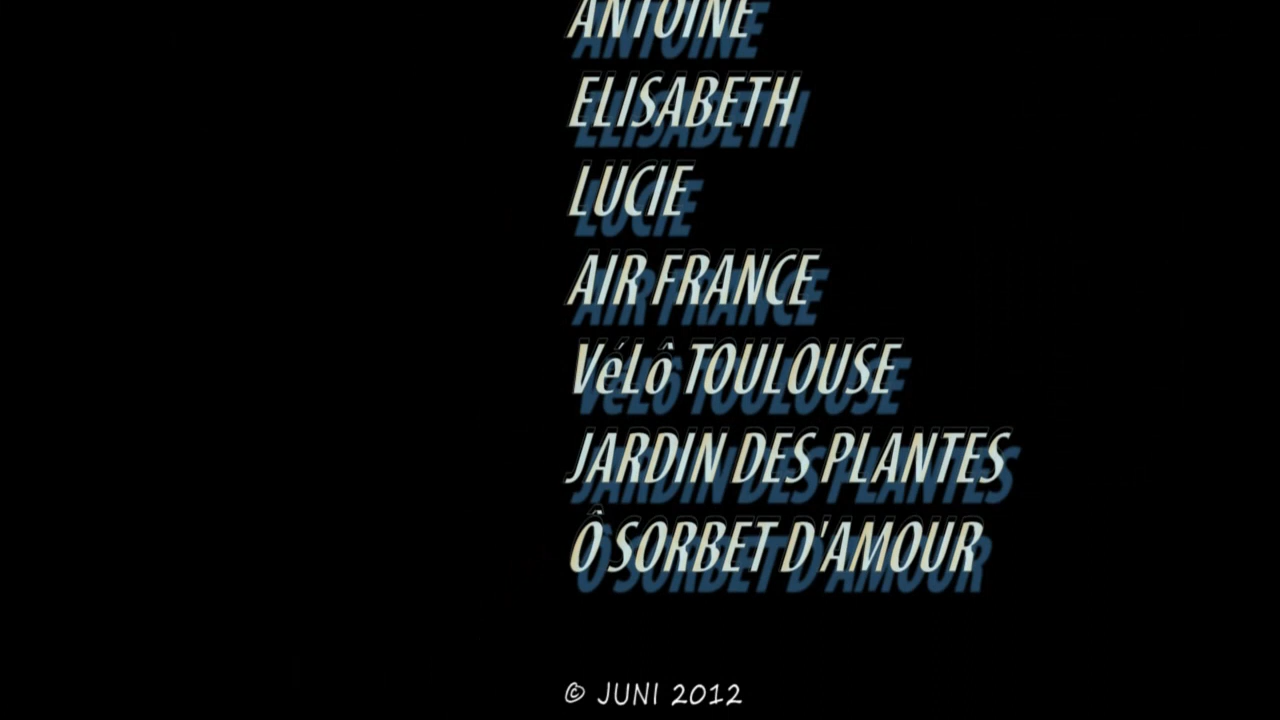 ANTOINE
ELISABETH
LUCIE
AIR FRANCE
VéLô TOULOUSE
JARDIN DES PLANTES
Ô SORBET D'AMOUR
© JUNI 2012